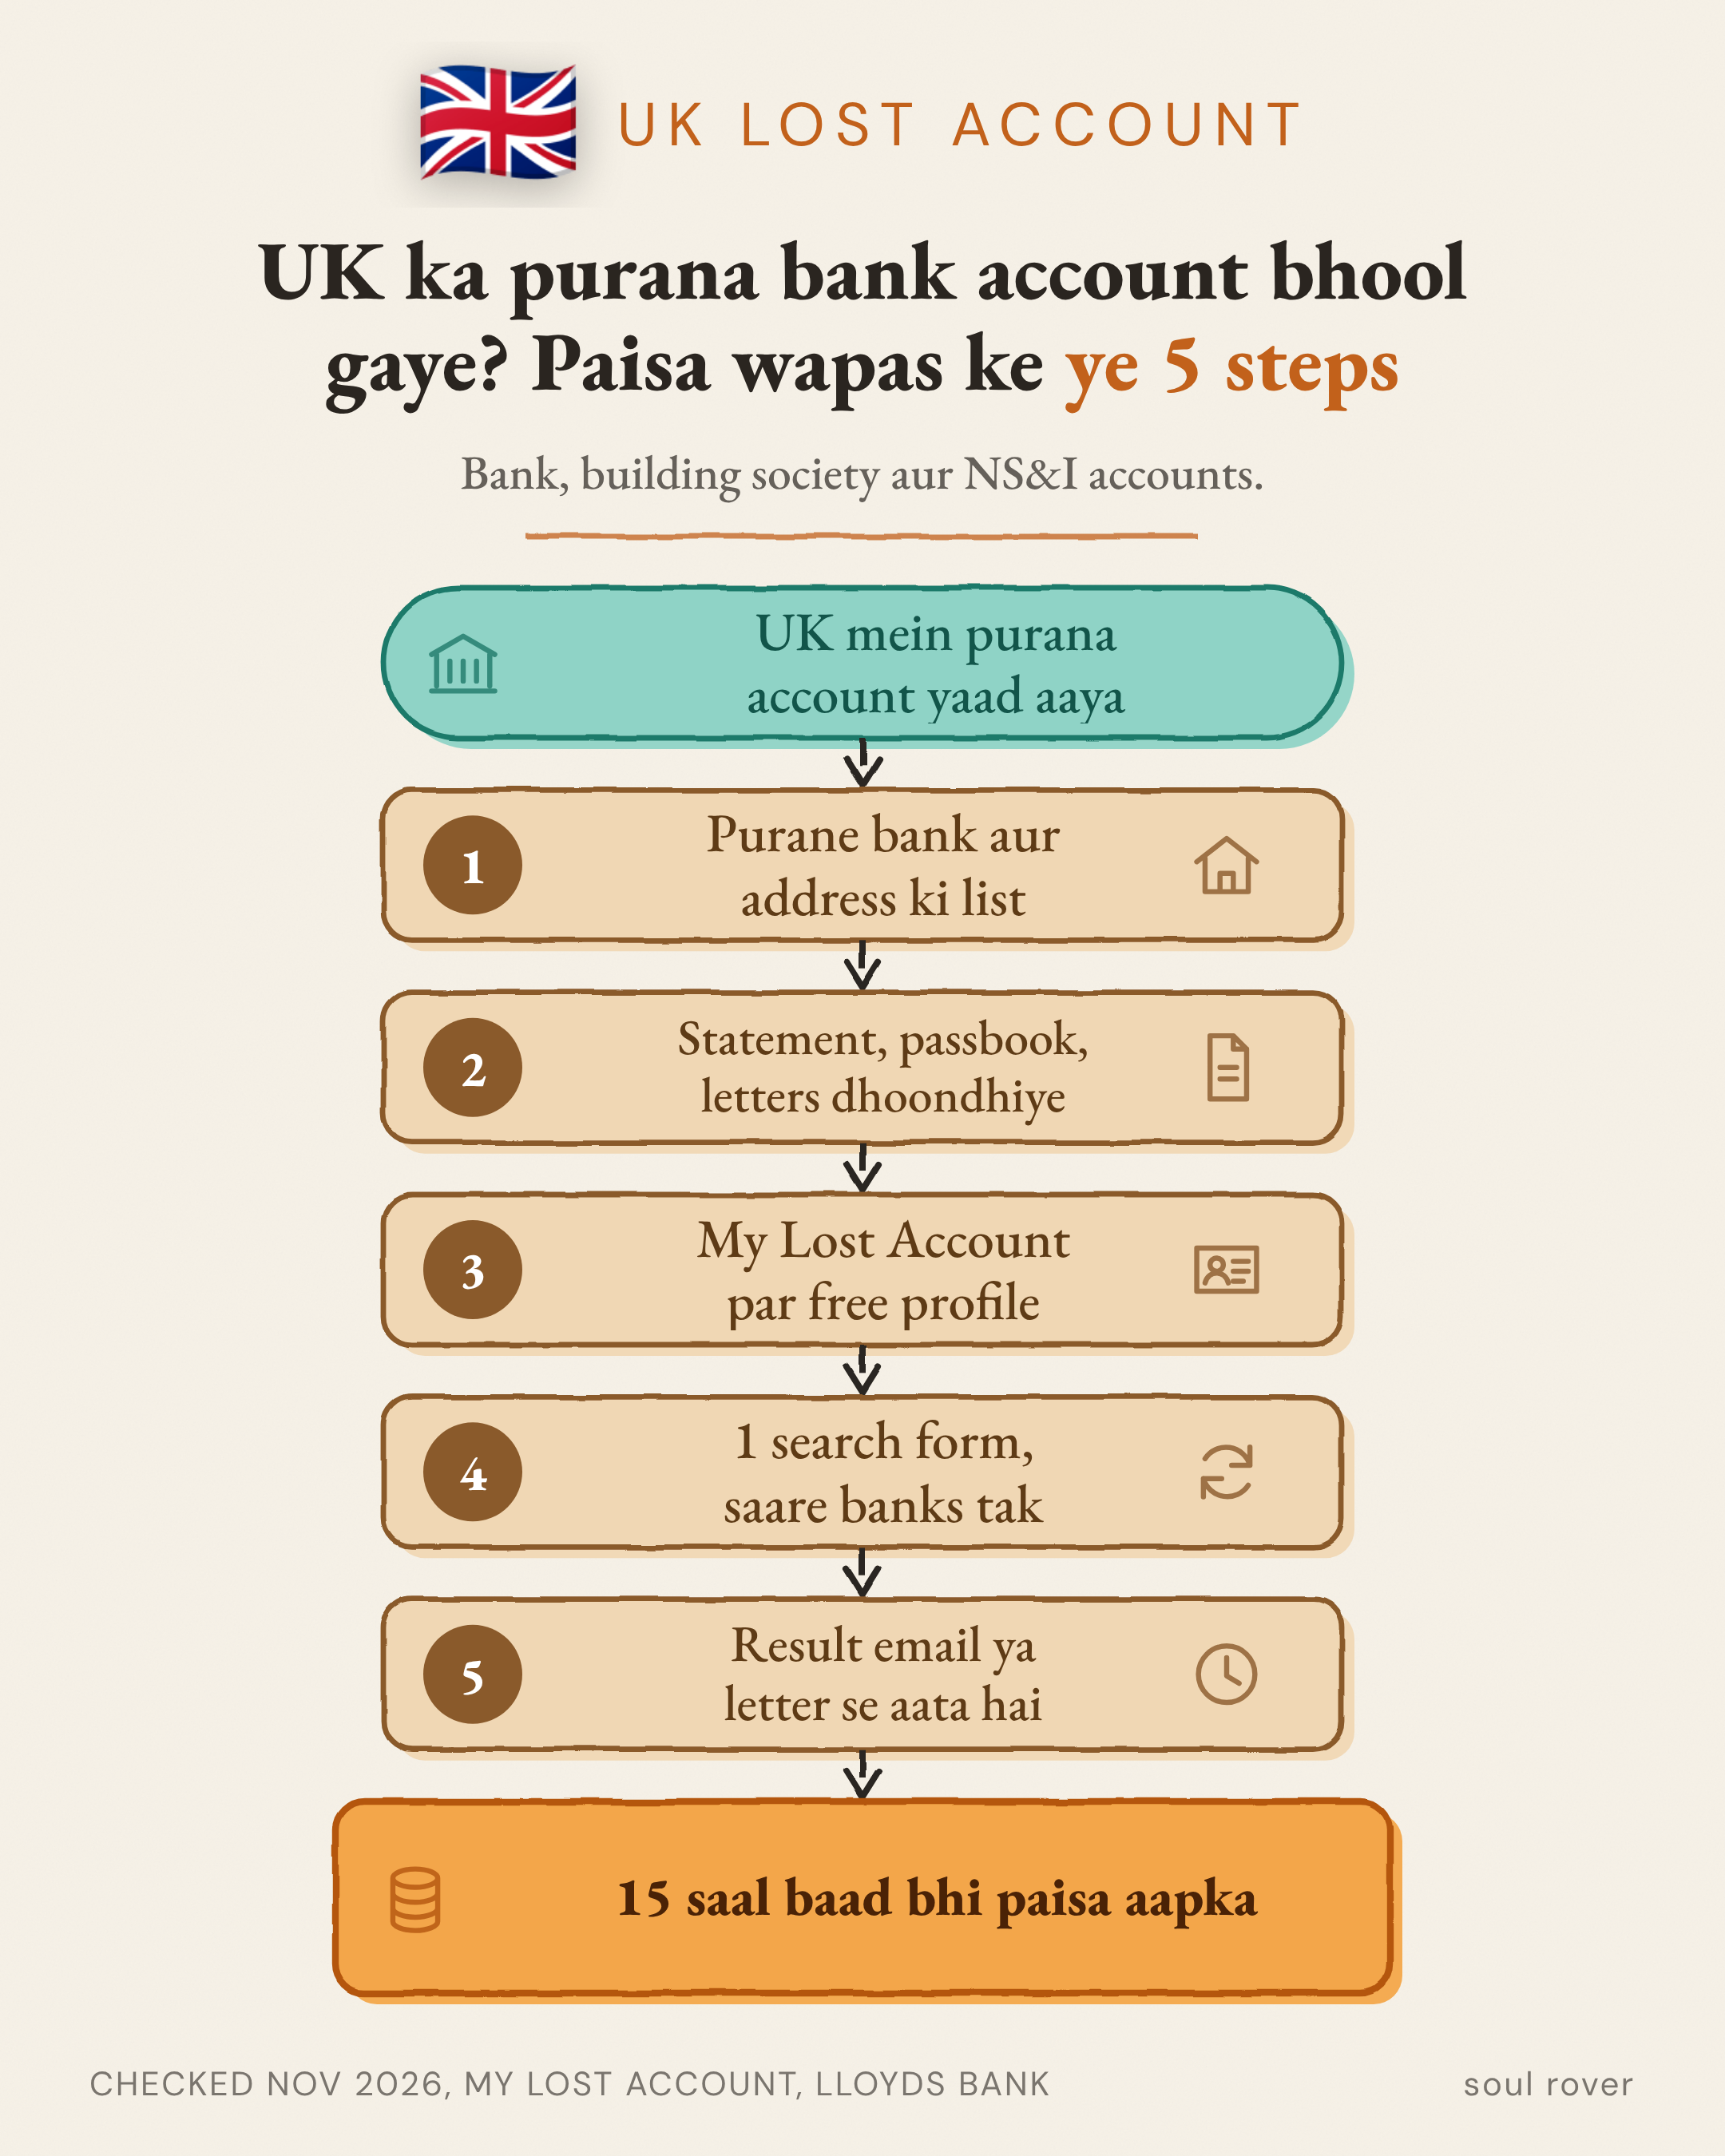 UK LOST ACCOUNT
UK ka purana bank account bhool
gaye? Paisa wapas ke ye 5 steps
Bank, building society aur NS&I accounts.
UK mein purana
account yaad aaya
1
Purane bank aur
address ki list
2
Statement, passbook,
letters dhoondhiye
3
My Lost Account
par free profile
4
1 search form,
saare banks tak
5
Result email ya
letter se aata hai
15 saal baad bhi paisa aapka
CHECKED NOV 2026, MY LOST ACCOUNT, LLOYDS BANK
soul rover